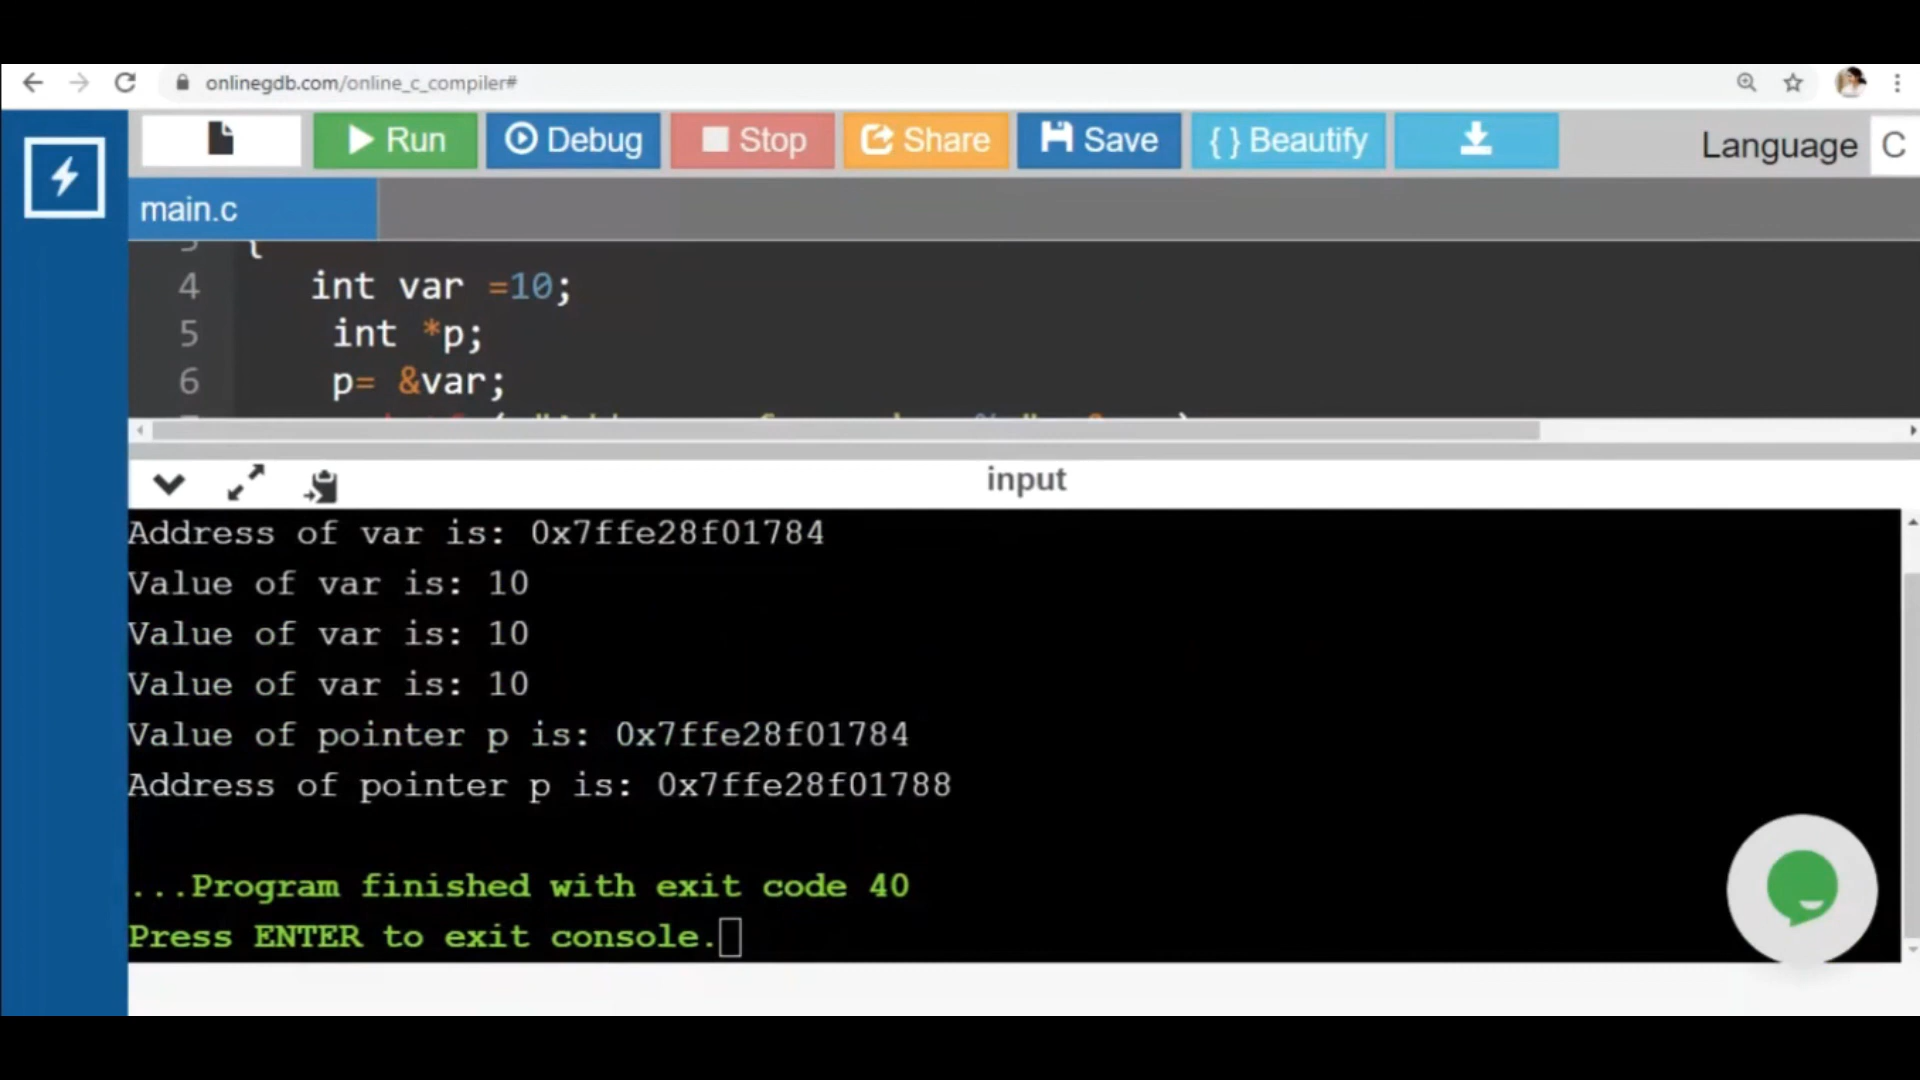 onlinegdb.com/online_c_compiler#
Run Debug Stop Share Save { } Beautify Language C
main.c
3 {
4 int var =10;
5 int *p;
6 p= &var;
input
Address of var is: 0x7ffe28f01784
Value of var is: 10
Value of var is: 10
Value of var is: 10
Value of pointer p is: 0x7ffe28f01784
Address of pointer p is: 0x7ffe28f01788
...Program finished with exit code 40
Press ENTER to exit console.